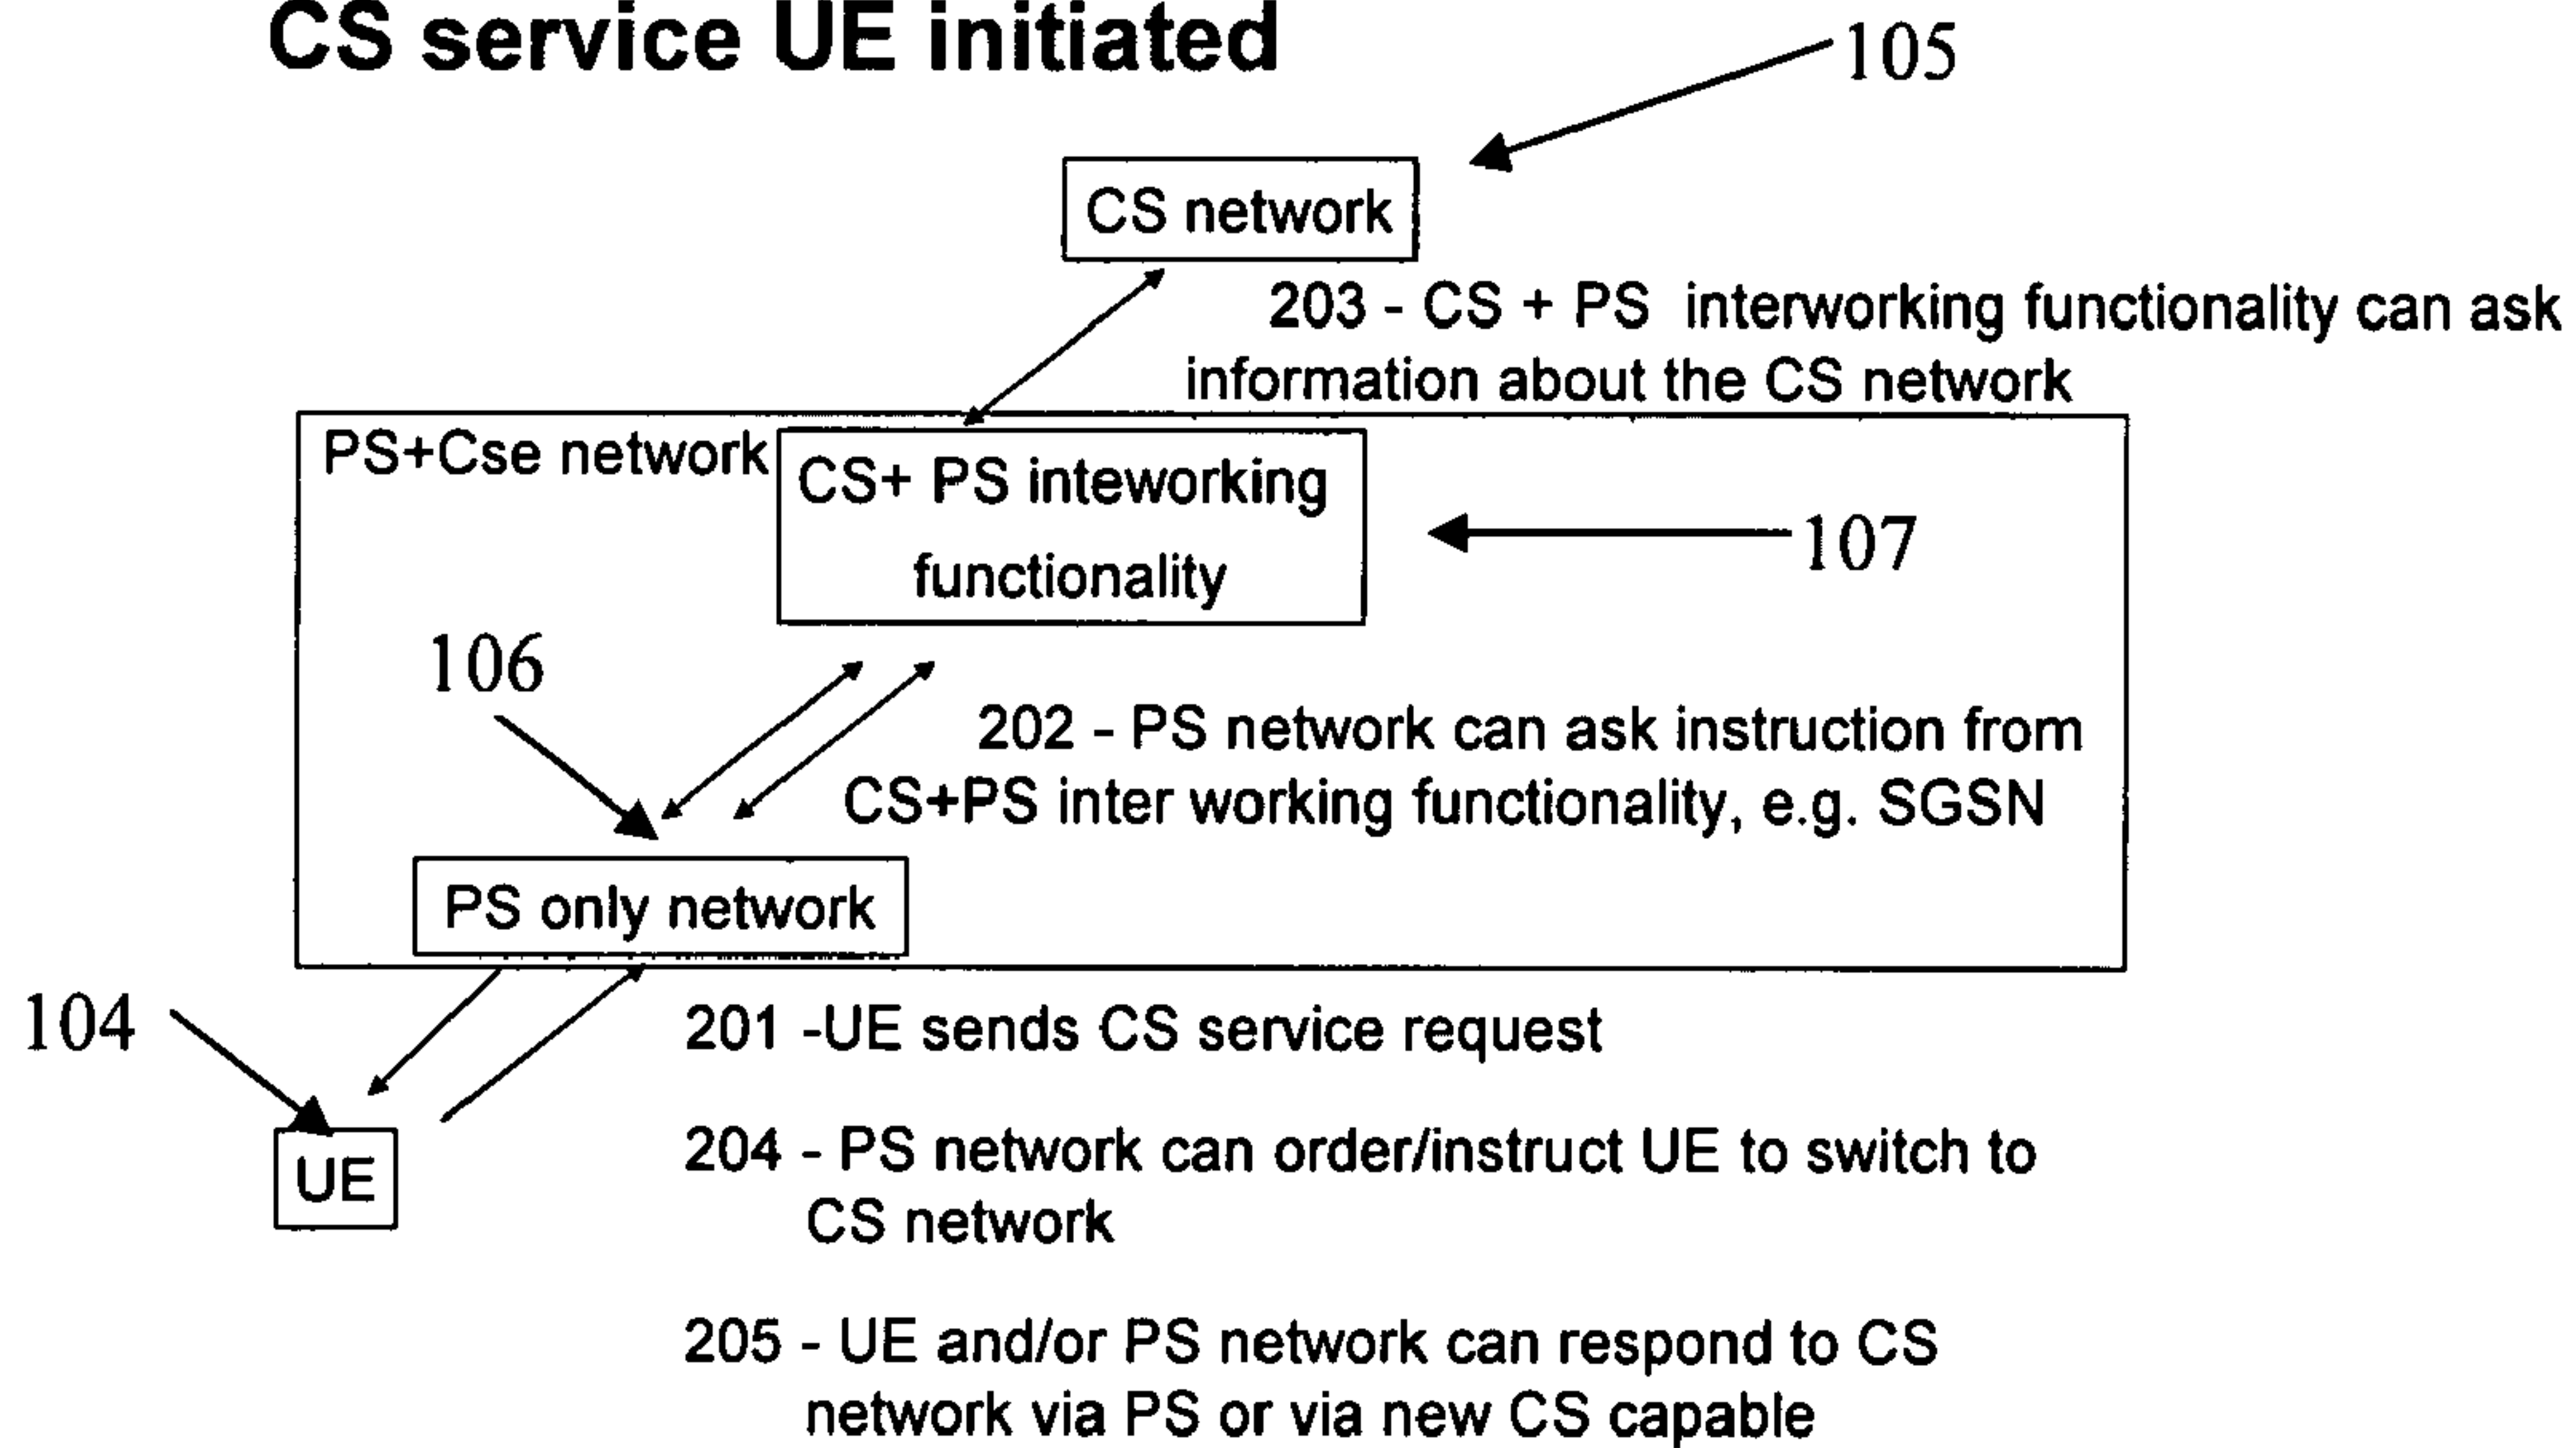 CS service UE initiated
105
CS network
203 - CS + PS interworking functionality can ask
information about the CS network
PS+Cse network
CS+ PS inteworking
functionality
107
106
202 - PS network can ask instruction from
CS+PS inter working functionality, e.g. SGSN
PS only network
104
201 -UE sends CS service request
204 - PS network can order/instruct UE to switch to
CS network
UE
205 - UE and/or PS network can respond to CS
network via PS or via new CS capable